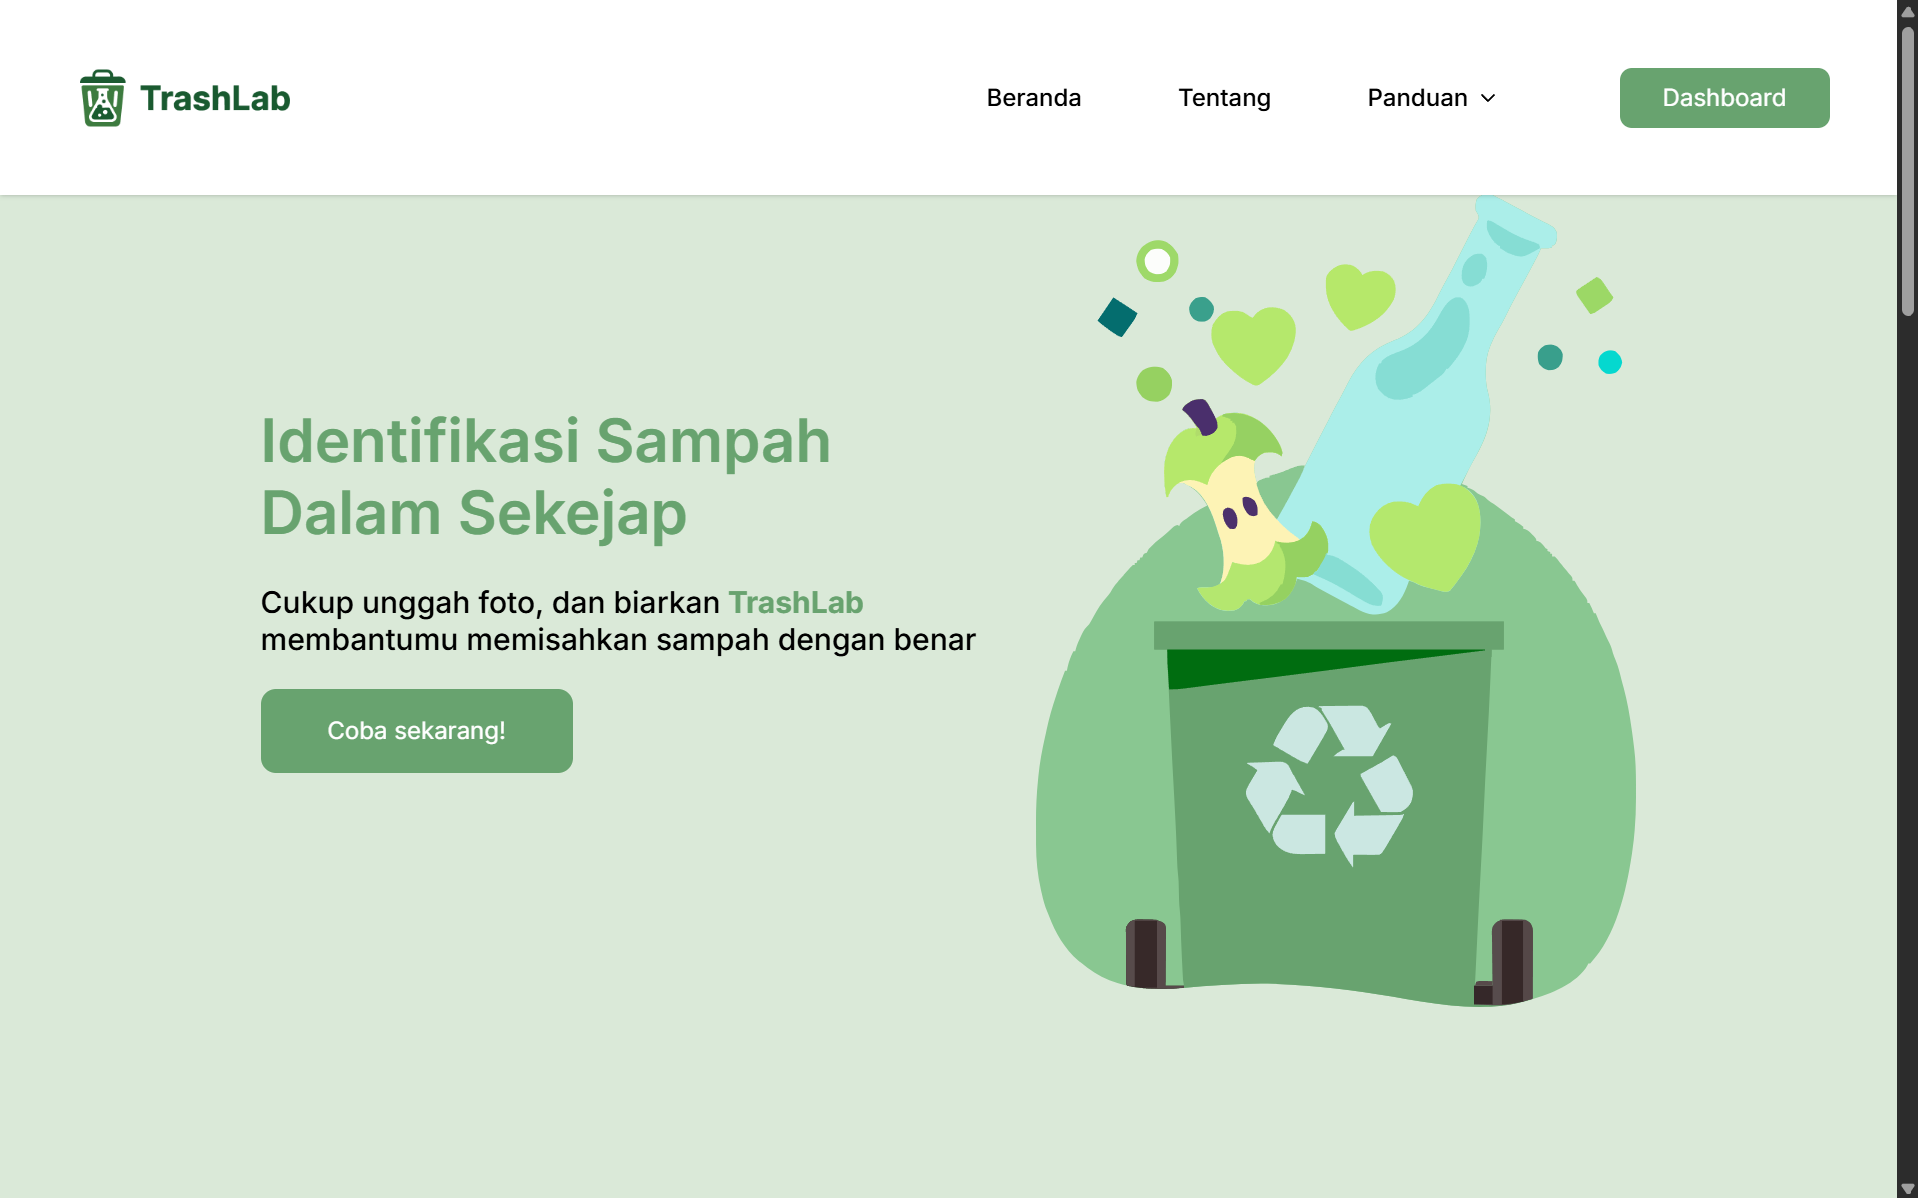 TrashLab
Beranda
Tentang
Panduan
Dashboard
Identifikasi Sampah
Dalam Sekejap
Cukup unggah foto, dan biarkan TrashLab
membantumu memisahkan sampah dengan benar
Coba sekarang!